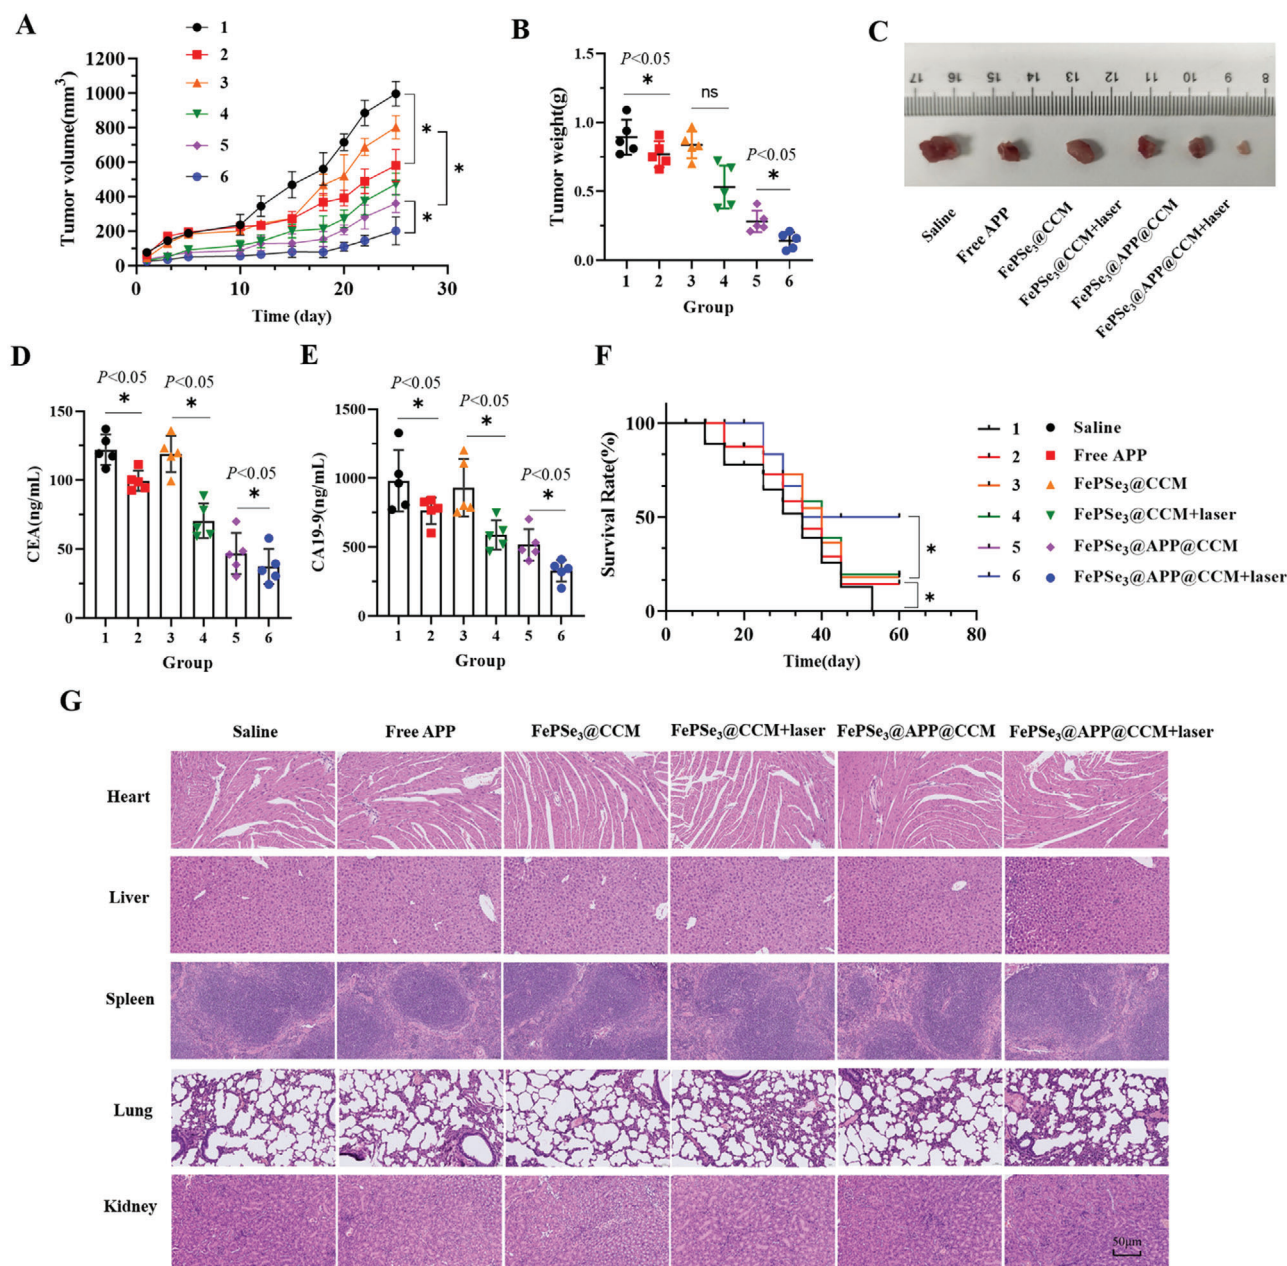 A
1
2
3
4
5
6
Tumor volume(mm³)
1200
1000
800
600
400
200
0
0
10
20
30
Time (day)
*
*
*
B
P<0.05
*
ns
P<0.05
*
Tumor weight(g)
1.5
1.0
0.5
0.0
1 2 3 4 5 6
Group
C
17 16 15 14 13 12 11 10 9 8
Saline
Free APP
FePSe₃@CCM
FePSe₃@CCM+laser
FePSe₃@APP@CCM
FePSe₃@APP@CCM+laser
D
P<0.05
*
P<0.05
*
P<0.05
*
CEA(ng/mL)
150
100
50
0
1 2 3 4 5 6
Group
E
P<0.05
*
P<0.05
*
P<0.05
*
CA19-9(ng/mL)
1500
1000
500
0
1 2 3 4 5 6
Group
F
Survival Rate(%)
100
50
0
0 20 40 60 80
Time(day)
*
*
1 Saline
2 Free APP
3 FePSe₃@CCM
4 FePSe₃@CCM+laser
5 FePSe₃@APP@CCM
6 FePSe₃@APP@CCM+laser
G
Saline Free APP FePSe₃@CCM FePSe₃@CCM+laser FePSe₃@APP@CCM FePSe₃@APP@CCM+laser
Heart
Liver
Spleen
Lung
Kidney
50μm